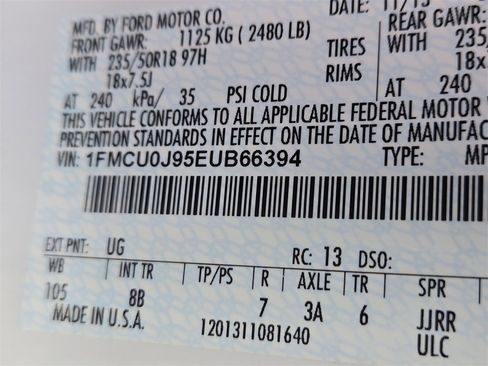 MFD. BY FORD MOTOR CO.
DATE: 11/13
FRONT GAWR: 1125 KG ( 2480 LB)
REAR GAWR:
WITH 235/50R18 97H TIRES WITH 235/
18x7.5J RIMS 18x
AT 240 kPa/ 35 PSI COLD AT 240
THIS VEHICLE CONFORMS TO ALL APPLICABLE FEDERAL MOTOR
PREVENTION STANDARDS IN EFFECT ON THE DATE OF MANUFAC
VIN: 1FMCU0J95EUB66394 TYPE: MP
EXT PNT: UG RC: 13 DSO:
WB INT TR TP/PS R AXLE TR SPR
105 8B 7 3A 6 JJRR
MADE IN U.S.A. 1201311081640 ULC